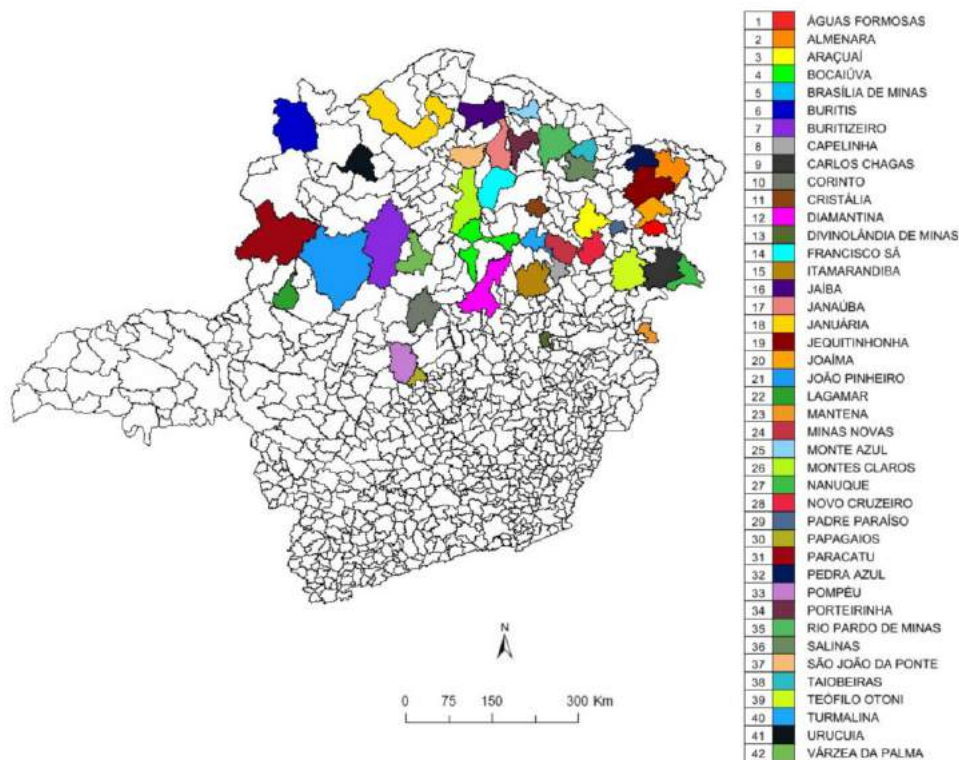 1 ÁGUAS FORMOSAS
2 ALMENARA
3 ARAÇUAÍ
4 BOCAIÚVA
5 BRASÍLIA DE MINAS
6 BURITIS
7 BURITIZEIRO
8 CAPELINHA
9 CARLOS CHAGAS
10 CORINTO
11 CRISTÁLIA
12 DIAMANTINA
13 DIVINOLÂNDIA DE MINAS
14 FRANCISCO SÁ
15 ITAMARANDIBA
16 JAÍBA
17 JANAÚBA
18 JANUÁRIA
19 JEQUITINHONHA
20 JOAÍMA
21 JOÃO PINHEIRO
22 LAGAMAR
23 MANTENA
24 MINAS NOVAS
25 MONTE AZUL
26 MONTES CLAROS
27 NANUQUE
28 NOVO CRUZEIRO
29 PADRE PARAÍSO
30 PAPAGAIOS
31 PARACATU
32 PEDRA AZUL
33 POMPÉU
34 PORTEIRINHA
35 RIO PARDO DE MINAS
36 SALINAS
37 SÃO JOÃO DA PONTE
38 TAIOBEIRAS
39 TEÓFILO OTONI
40 TURMALINA
41 URUCUIA
42 VÁRZEA DA PALMA
N
0 75 150 300 Km